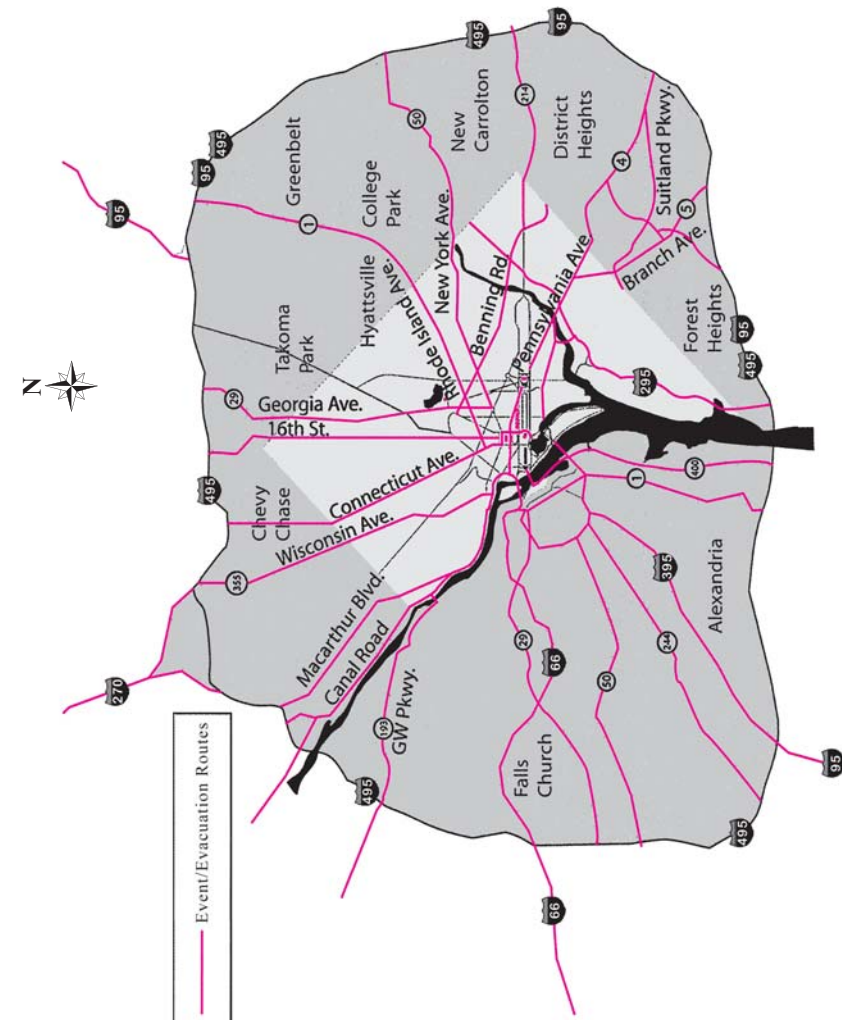 N
Event/Evacuation Routes
95
95
495
495
95
270
495
29
355
1
50
214
4
5
295
95
495
400
1
395
244
50
29
66
193
495
66
495
95
Greenbelt
College
Park
New
Carrolton
District
Heights
Suitland Pkwy.
Branch Ave.
Forest
Heights
Takoma
Park
Hyattsville
Rhode Island Ave.
New York Ave.
Benning Rd.
Pennsylvania Ave.
Georgia Ave.
16th St.
Connecticut Ave.
Chevy
Chase
Wisconsin Ave.
Macarthur Blvd.
Canal Road
GW Pkwy.
Falls
Church
Alexandria